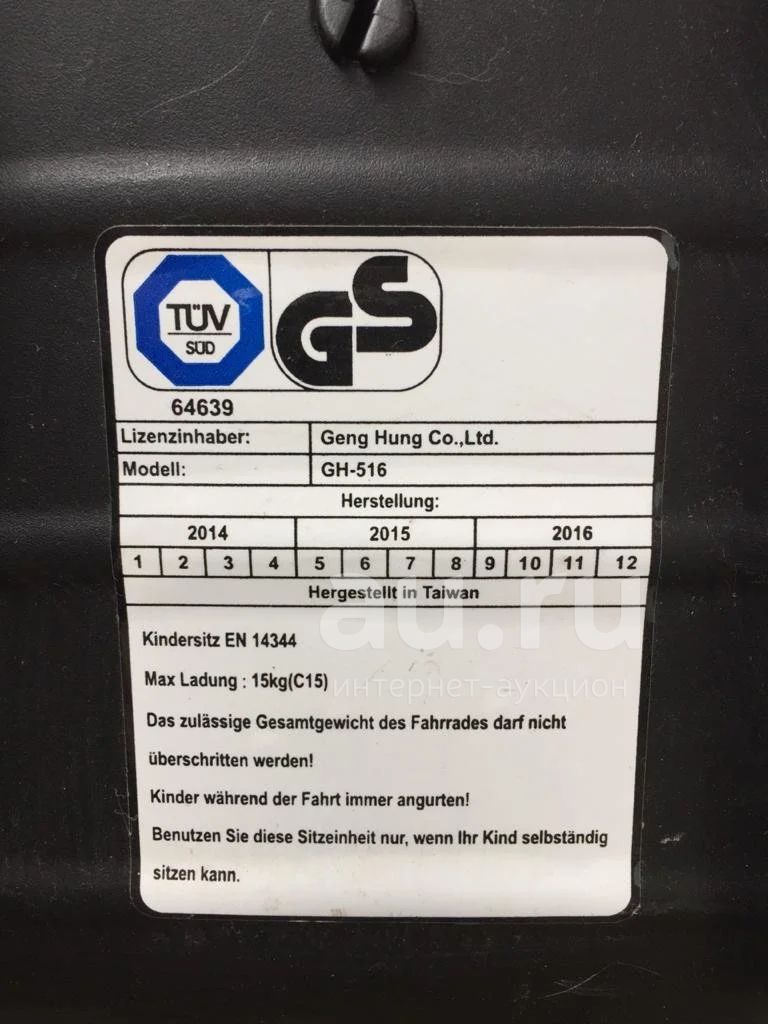 TÜV
SÜD
GS
64639
Lizenzinhaber: Geng Hung Co.,Ltd.
Modell: GH-516
Herstellung:
2014 2015 2016
1 2 3 4 5 6 7 8 9 10 11 12
Hergestellt in Taiwan
au.ru
интернет-аукцион
Kindersitz EN 14344
Max Ladung : 15kg(C15)
Das zulässige Gesamtgewicht des Fahrrades darf nicht
überschritten werden!
Kinder während der Fahrt immer angurten!
Benutzen Sie diese Sitzeinheit nur, wenn Ihr Kind selbständig
sitzen kann.